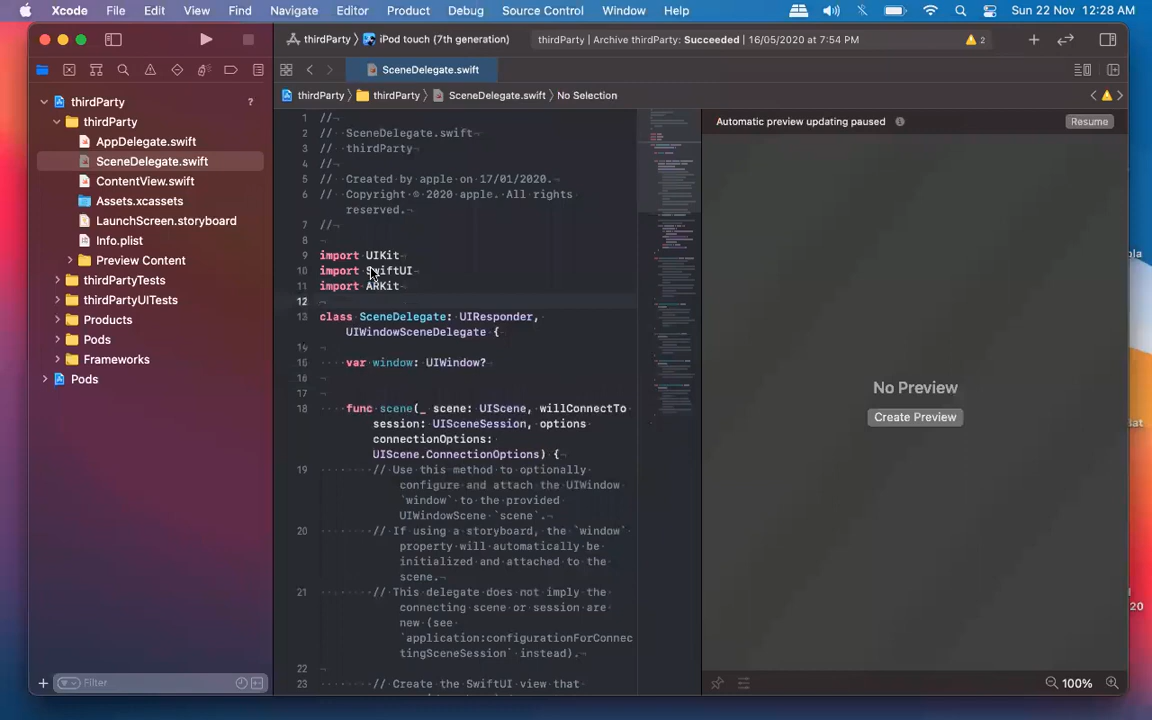 Xcode File Edit View Find Navigate Editor Product Debug Source Control Window Help Sun 22 Nov 12:28 AM
thirdParty iPod touch (7th generation) thirdParty | Archive thirdParty: Succeeded | 16/05/2020 at 7:54 PM 2
SceneDelegate.swift
thirdParty thirdParty SceneDelegate.swift No Selection
thirdParty ?
thirdParty
AppDelegate.swift
SceneDelegate.swift
ContentView.swift
Assets.xcassets
LaunchScreen.storyboard
Info.plist
Preview Content
thirdPartyTests
thirdPartyUITests
Products
Pods
Frameworks
Pods
Filter
1 //
2 // SceneDelegate.swift
3 // thirdParty
4 //
5 // Created by apple on 17/01/2020.
6 // Copyright © 2020 apple. All rights
reserved.
7 //
8
9 import UIKit
10 import SwiftUI
11 import ARKit
12
13 class SceneDelegate: UIResponder,
UIWindowSceneDelegate {
14
15 var window: UIWindow?
16
17
18 func scene(_ scene: UIScene, willConnectTo
session: UISceneSession, options
connectionOptions:
UIScene.ConnectionOptions) {
19 // Use this method to optionally
configure and attach the UIWindow
`window` to the provided
UIWindowScene `scene`.
20 // If using a storyboard, the `window`
property will automatically be
initialized and attached to the
scene.
21 // This delegate does not imply the
connecting scene or session are
new (see
`application:configurationForConnec
tingSceneSession` instead).
22
23 // Create the SwiftUI view that
Automatic preview updating paused Resume
No Preview
Create Preview
100%
Bat
20